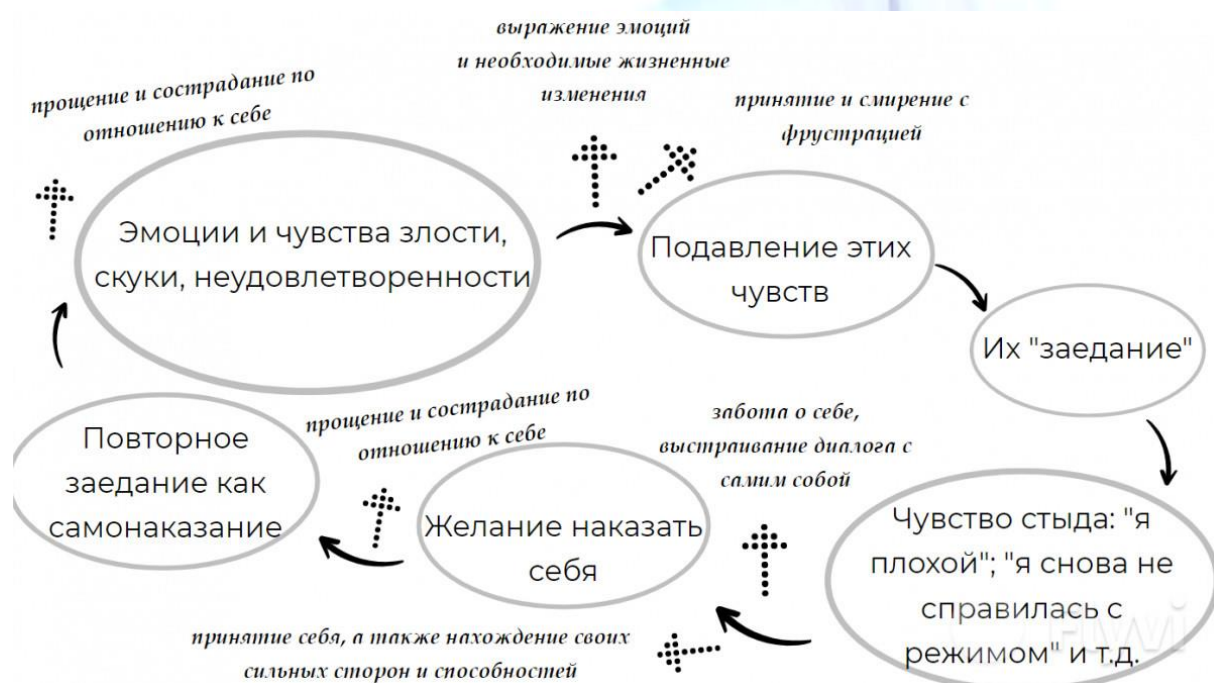 выражение эмоций
и необходимые жизненные
изменения
прощение и сострадание по
отношению к себе
принятие и смирение с
фрустрацией
Эмоции и чувства злости,
скуки, неудовлетворенности
Подавление этих
чувств
Их "заедание"
Чувство стыда: "я
плохой"; "я снова не
справилась с
режимом" и т.д.
забота о себе,
выстраивание диалога с
самим собой
принятие себя, а также нахождение своих
сильных сторон и способностей
Желание наказать
себя
прощение и сострадание по
отношению к себе
Повторное
заедание как
самонаказание